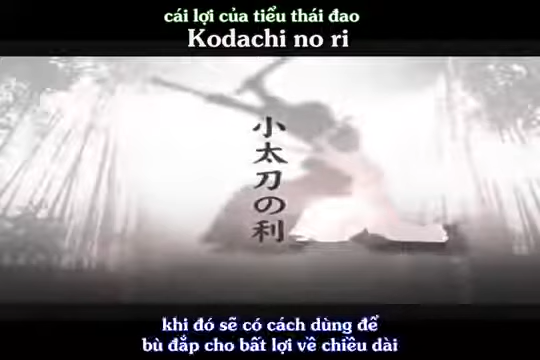 cái lợi của tiểu thái đao
Kodachi no ri
小太刀の利
khi đó sẽ có cách dùng để
bù đắp cho bất lợi về chiều dài